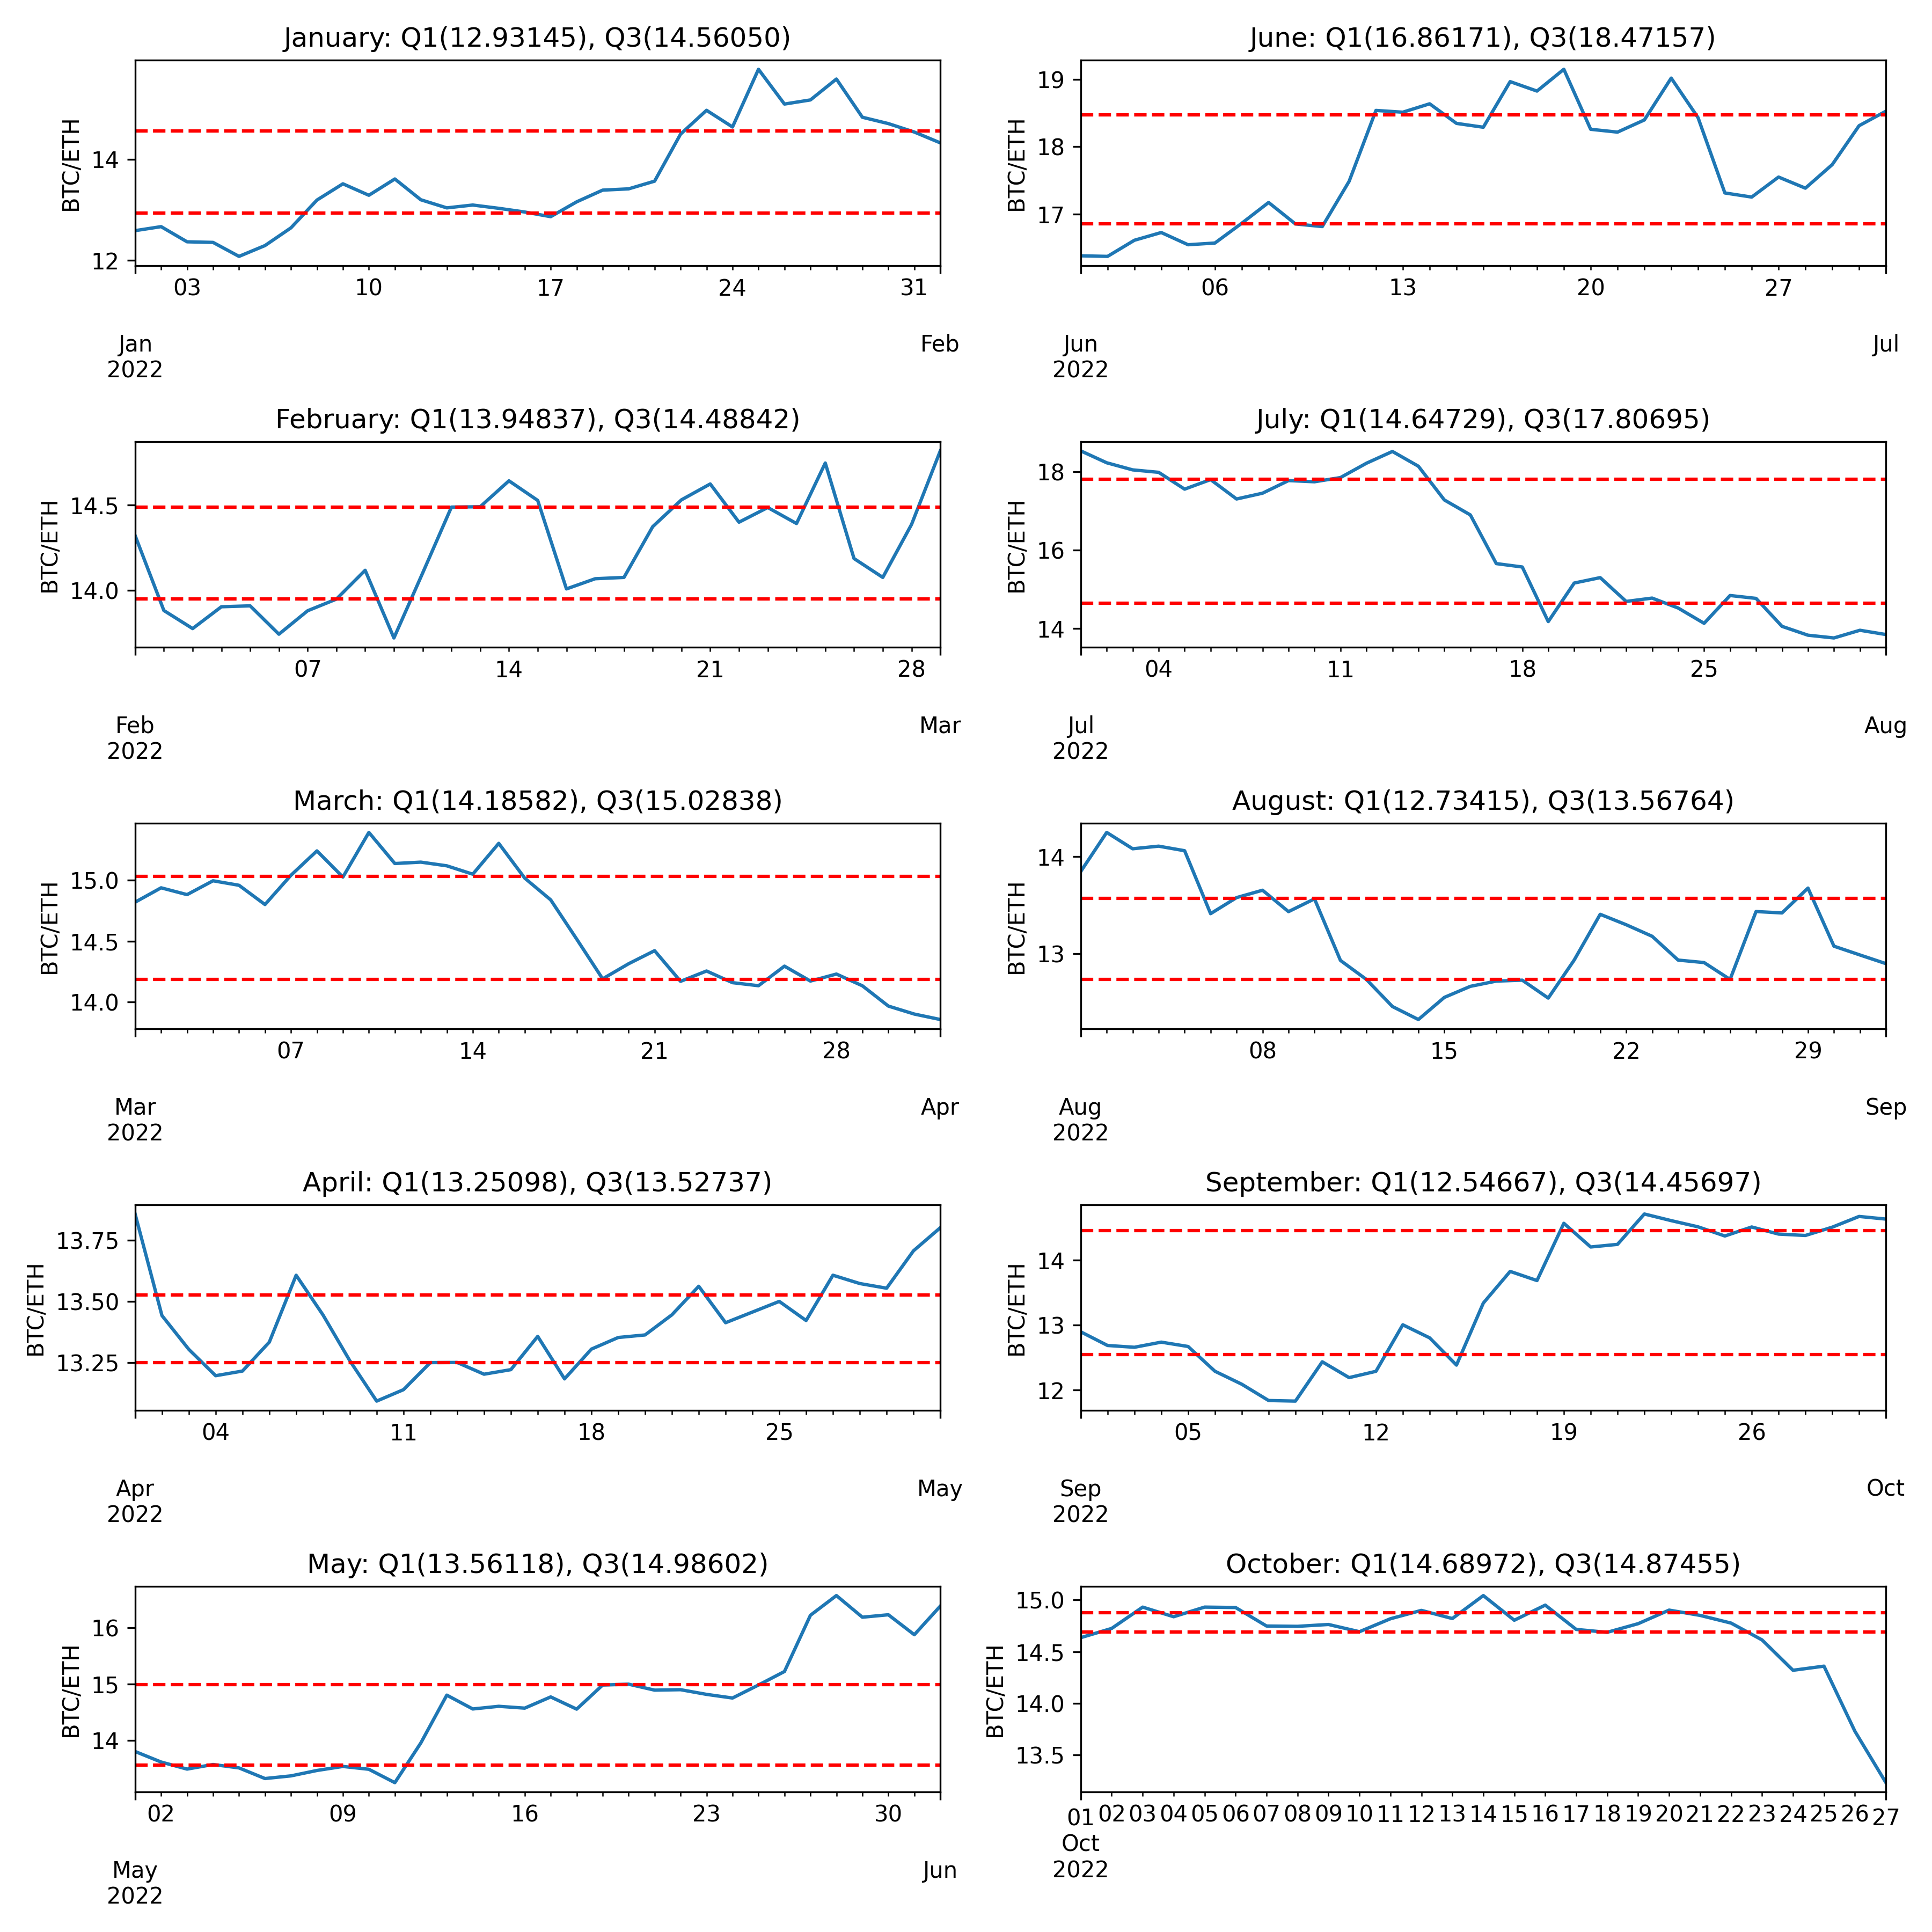 January: Q1(12.93145), Q3(14.56050)
BTC/ETH
14
12
03 10 17 24 31
Jan Feb
2022
June: Q1(16.86171), Q3(18.47157)
BTC/ETH
19
18
17
06 13 20 27
Jun Jul
2022
February: Q1(13.94837), Q3(14.48842)
BTC/ETH
14.5
14.0
07 14 21 28
Feb Mar
2022
July: Q1(14.64729), Q3(17.80695)
BTC/ETH
18
16
14
04 11 18 25
Jul Aug
2022
March: Q1(14.18582), Q3(15.02838)
BTC/ETH
15.0
14.5
14.0
07 14 21 28
Mar Apr
2022
August: Q1(12.73415), Q3(13.56764)
BTC/ETH
14
13
08 15 22 29
Aug Sep
2022
April: Q1(13.25098), Q3(13.52737)
BTC/ETH
13.75
13.50
13.25
04 11 18 25
Apr May
2022
September: Q1(12.54667), Q3(14.45697)
BTC/ETH
14
13
12
05 12 19 26
Sep Oct
2022
May: Q1(13.56118), Q3(14.98602)
BTC/ETH
16
15
14
02 09 16 23 30
May Jun
2022
October: Q1(14.68972), Q3(14.87455)
BTC/ETH
15.0
14.5
14.0
13.5
01 02 03 04 05 06 07 08 09 10 11 12 13 14 15 16 17 18 19 20 21 22 23 24 25 26 27
Oct
2022